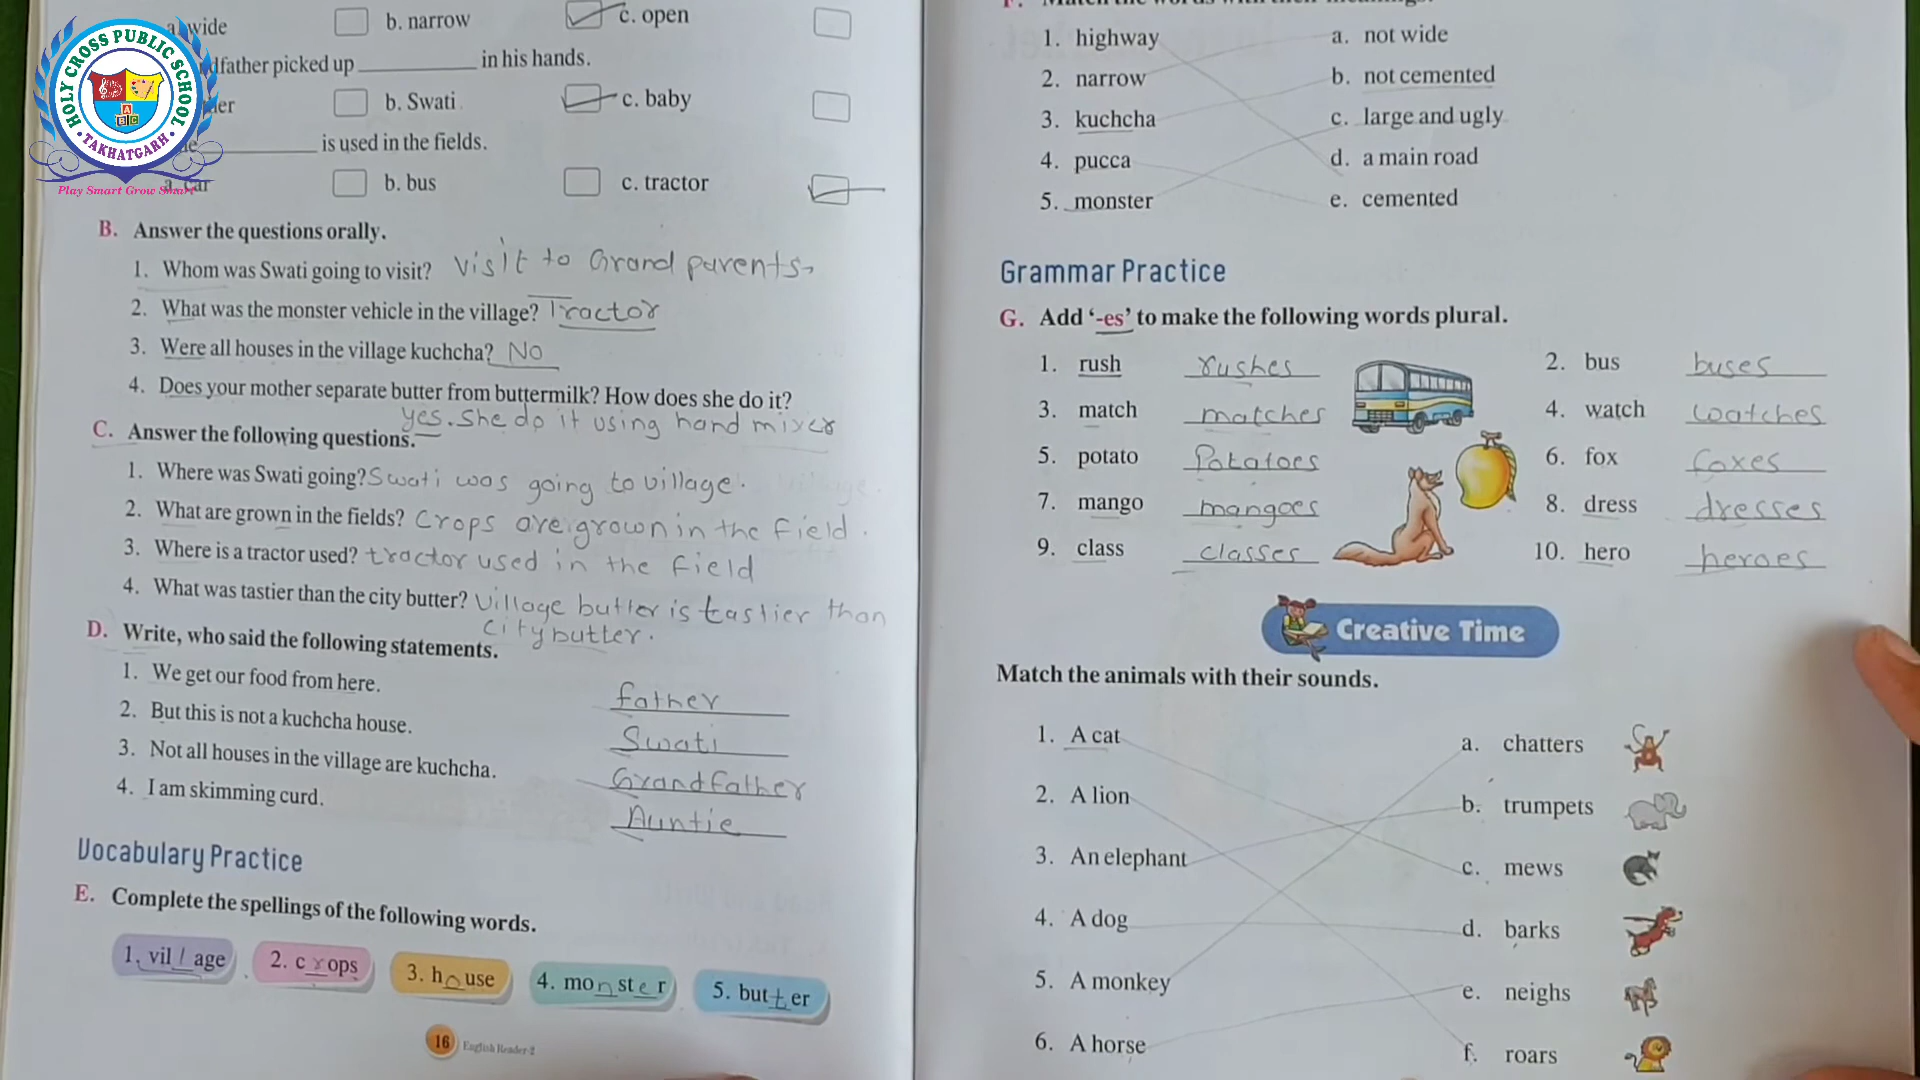 a. wide b. narrow c. open
dfather picked up __________ in his hands.
b. Swati c. baby
__________ is used in the fields.
a. car b. bus c. tractor
HOLY CROSS PUBLIC SCHOOL
TAKHATGARH
A B C
Play Smart Grow Smart
B. Answer the questions orally.
1. Whom was Swati going to visit? Visit to Grand parents
2. What was the monster vehicle in the village? Tractor
3. Were all houses in the village kuchcha? No
4. Does your mother separate butter from buttermilk? How does she do it?
yes. she do it using hand mixer
C. Answer the following questions.
1. Where was Swati going? Swati was going to village.
2. What are grown in the fields? Crops are grown in the field.
3. Where is a tractor used? tractor used in the field
4. What was tastier than the city butter? Village butter is tastier than
city butter.
D. Write, who said the following statements.
1. We get our food from here. father
2. But this is not a kuchcha house. Swati
3. Not all houses in the village are kuchcha. Grandfather
4. I am skimming curd. Auntie
Vocabulary Practice
E. Complete the spellings of the following words.
1. village 2. crops 3. house 4. monster 5. butter
16 English Reader-2
1. highway a. not wide
2. narrow b. not cemented
3. kuchcha c. large and ugly
4. pucca d. a main road
5. monster e. cemented
Grammar Practice
G. Add ‘-es’ to make the following words plural.
1. rush rushes 2. bus buses
3. match matches 4. watch watches
5. potato Potatoes 6. fox foxes
7. mango mangoes 8. dress dresses
9. class classes 10. hero heroes
Creative Time
Match the animals with their sounds.
1. A cat a. chatters
2. A lion b. trumpets
3. An elephant c. mews
4. A dog d. barks
5. A monkey e. neighs
6. A horse f. roars